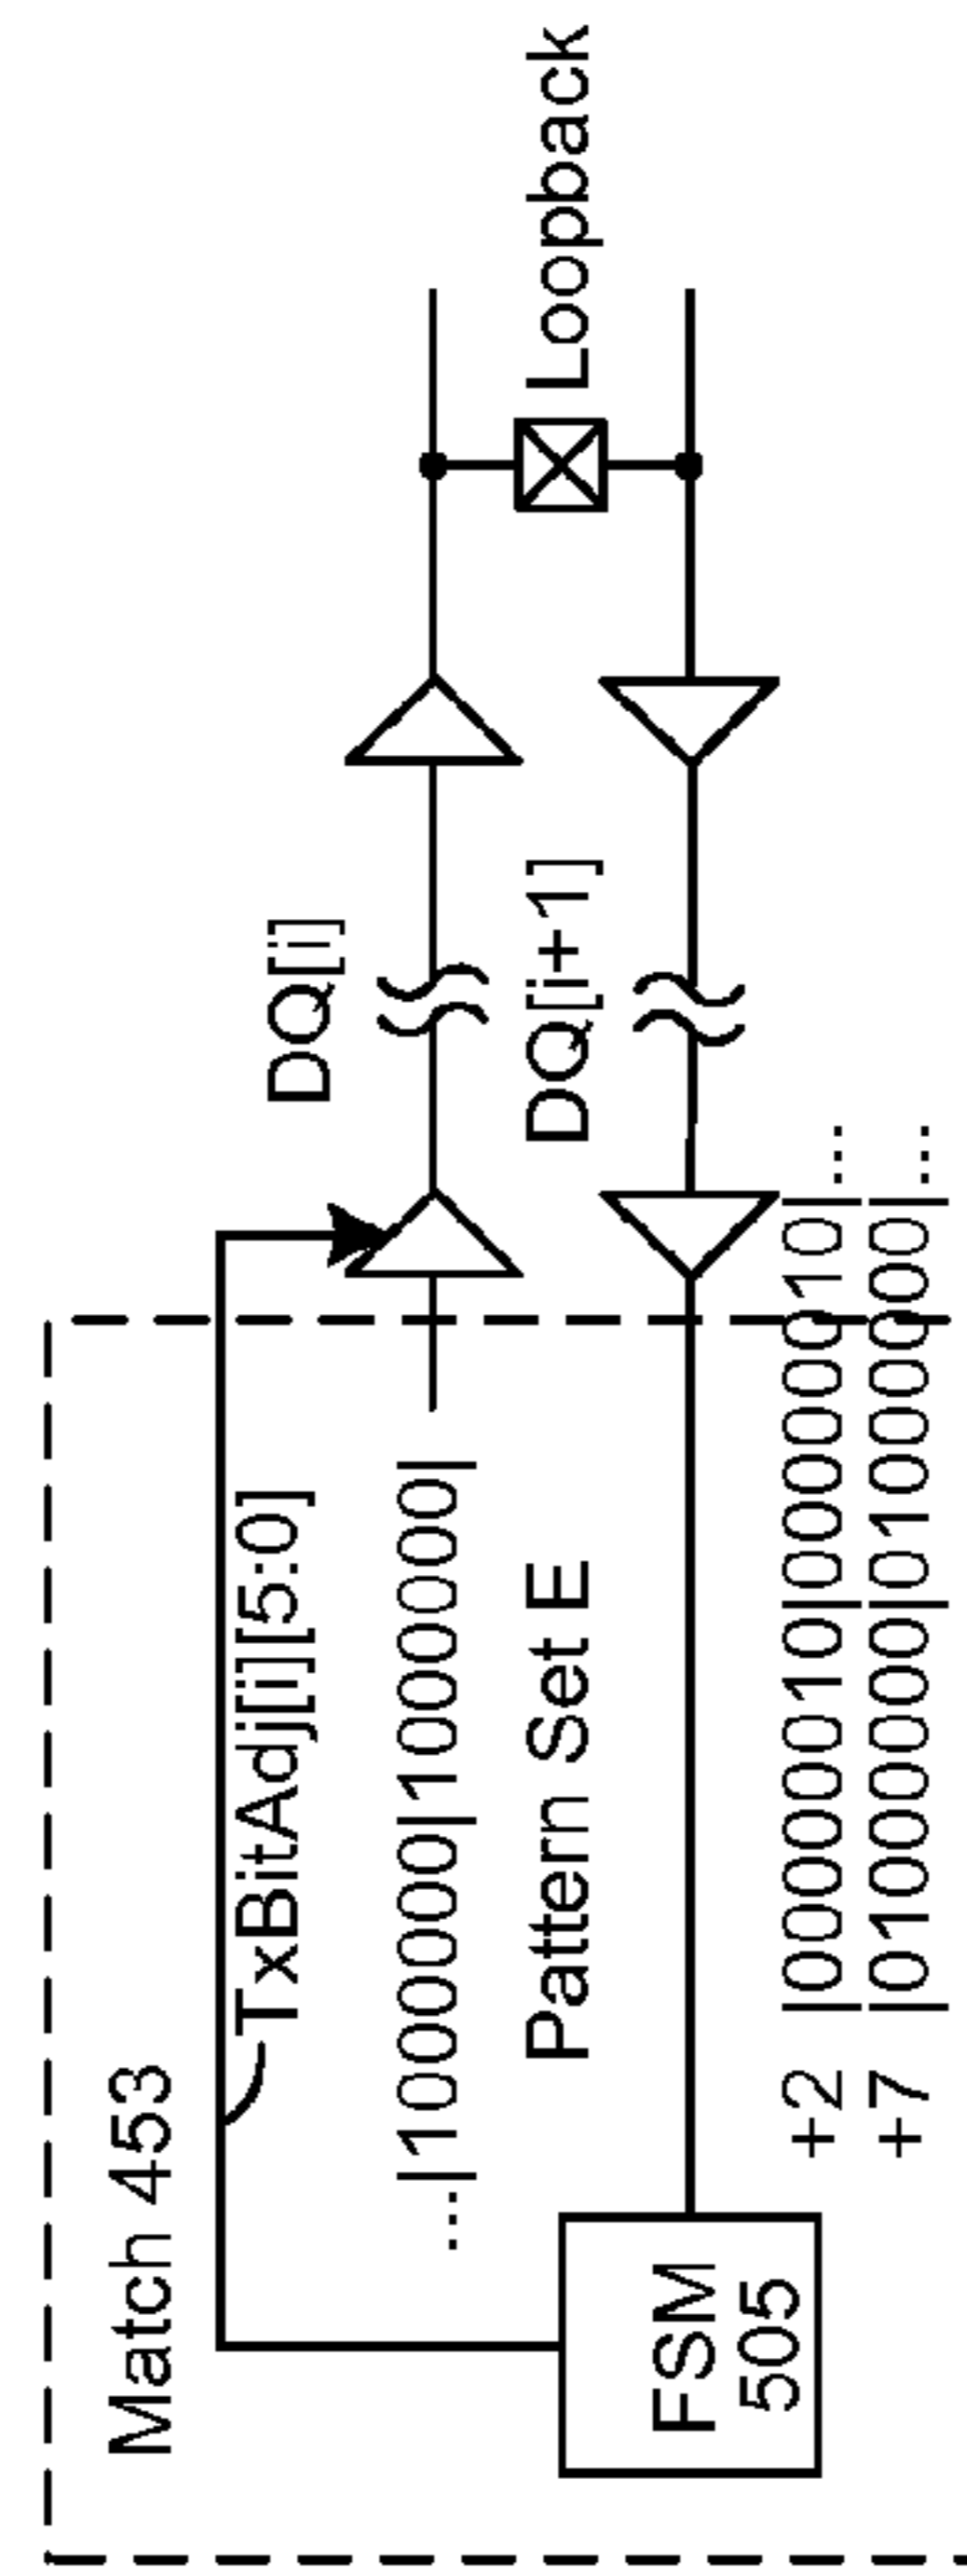 Match 453
TxBitAdj[i][5:0]
DQ[i]
...|1000000|1000000|
Pattern Set E
DQ[i+1]
Loopback
FSM
505
+2 |00000010|00000010|...
+7 |01000000|01000000|...